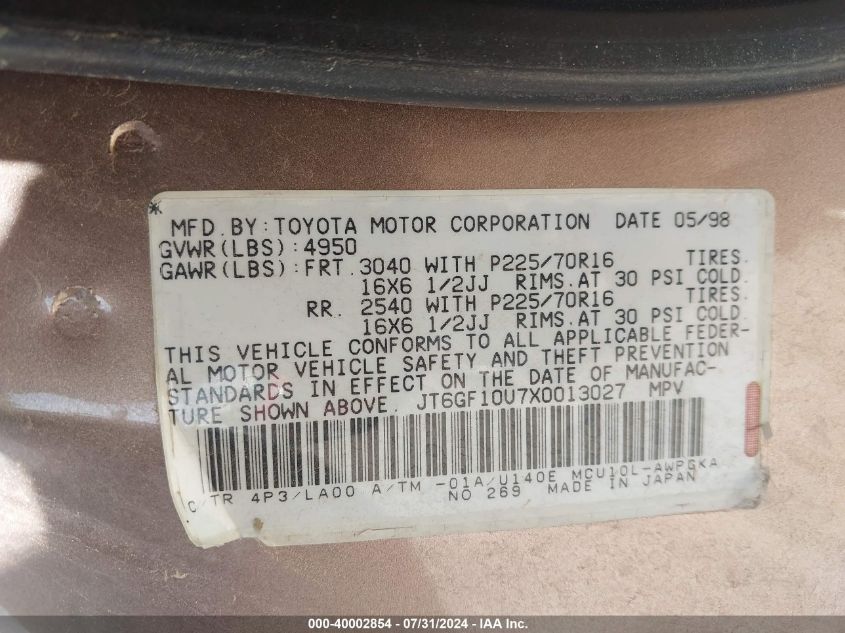 * MFD.BY:TOYOTA MOTOR CORPORATION DATE 05/98
GVWR(LBS):4950
GAWR(LBS):FRT.3040 WITH P225/70R16 TIRES.
16X6 1/2JJ RIMS.AT 30 PSI COLD.
RR. 2540 WITH P225/70R16 TIRES.
16X6 1/2JJ RIMS.AT 30 PSI COLD.
THIS VEHICLE CONFORMS TO ALL APPLICABLE FEDER-
AL MOTOR VEHICLE SAFETY AND THEFT PREVENTION
STANDARDS IN EFFECT ON THE DATE OF MANUFAC-
TURE SHOWN ABOVE. JT6GF10U7X0013027 MPV
C/TR 4P3/LA00 A/TM -01A/U140E MCU10L-AWPGKA
NO 269 MADE IN JAPAN
000-40002854 / 07/31/2024 - IAA Inc.